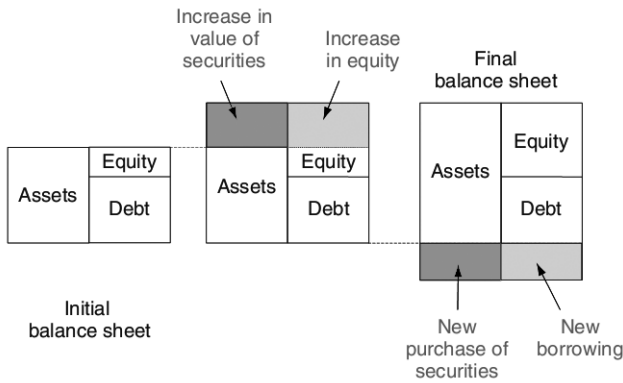 Increase in
value of
securities
Increase
in equity
Final
balance sheet
Assets
Equity
Debt
Assets
Equity
Debt
Assets
Equity
Debt
Initial
balance sheet
New
purchase of
securities
New
borrowing